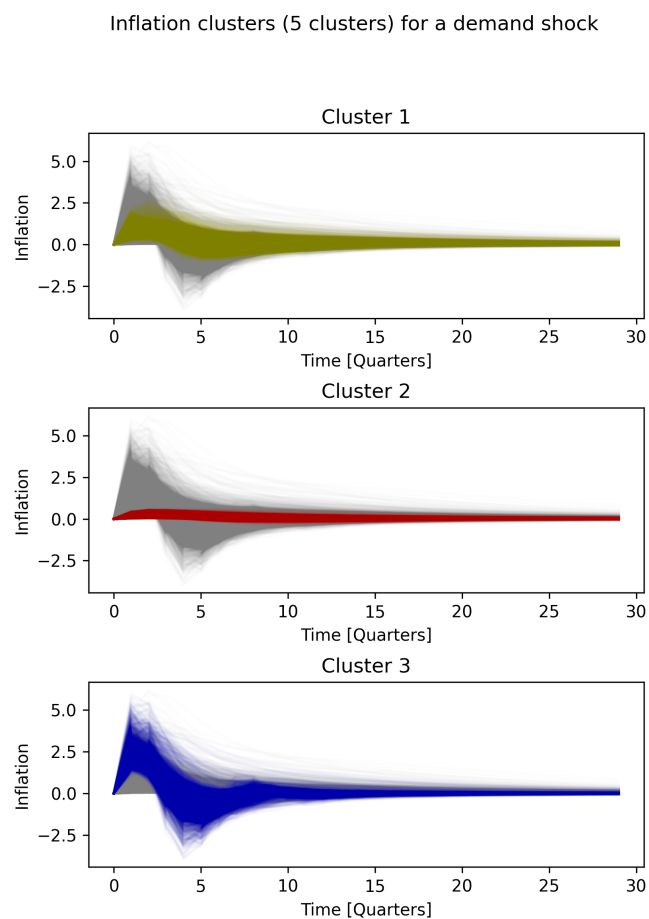 Inflation clusters (5 clusters) for a demand shock
Cluster 1
5.0
2.5
0.0
−2.5
Inflation
0 5 10 15 20 25 30
Time [Quarters]
Cluster 2
5.0
2.5
0.0
−2.5
Inflation
0 5 10 15 20 25 30
Time [Quarters]
Cluster 3
5.0
2.5
0.0
−2.5
Inflation
0 5 10 15 20 25 30
Time [Quarters]